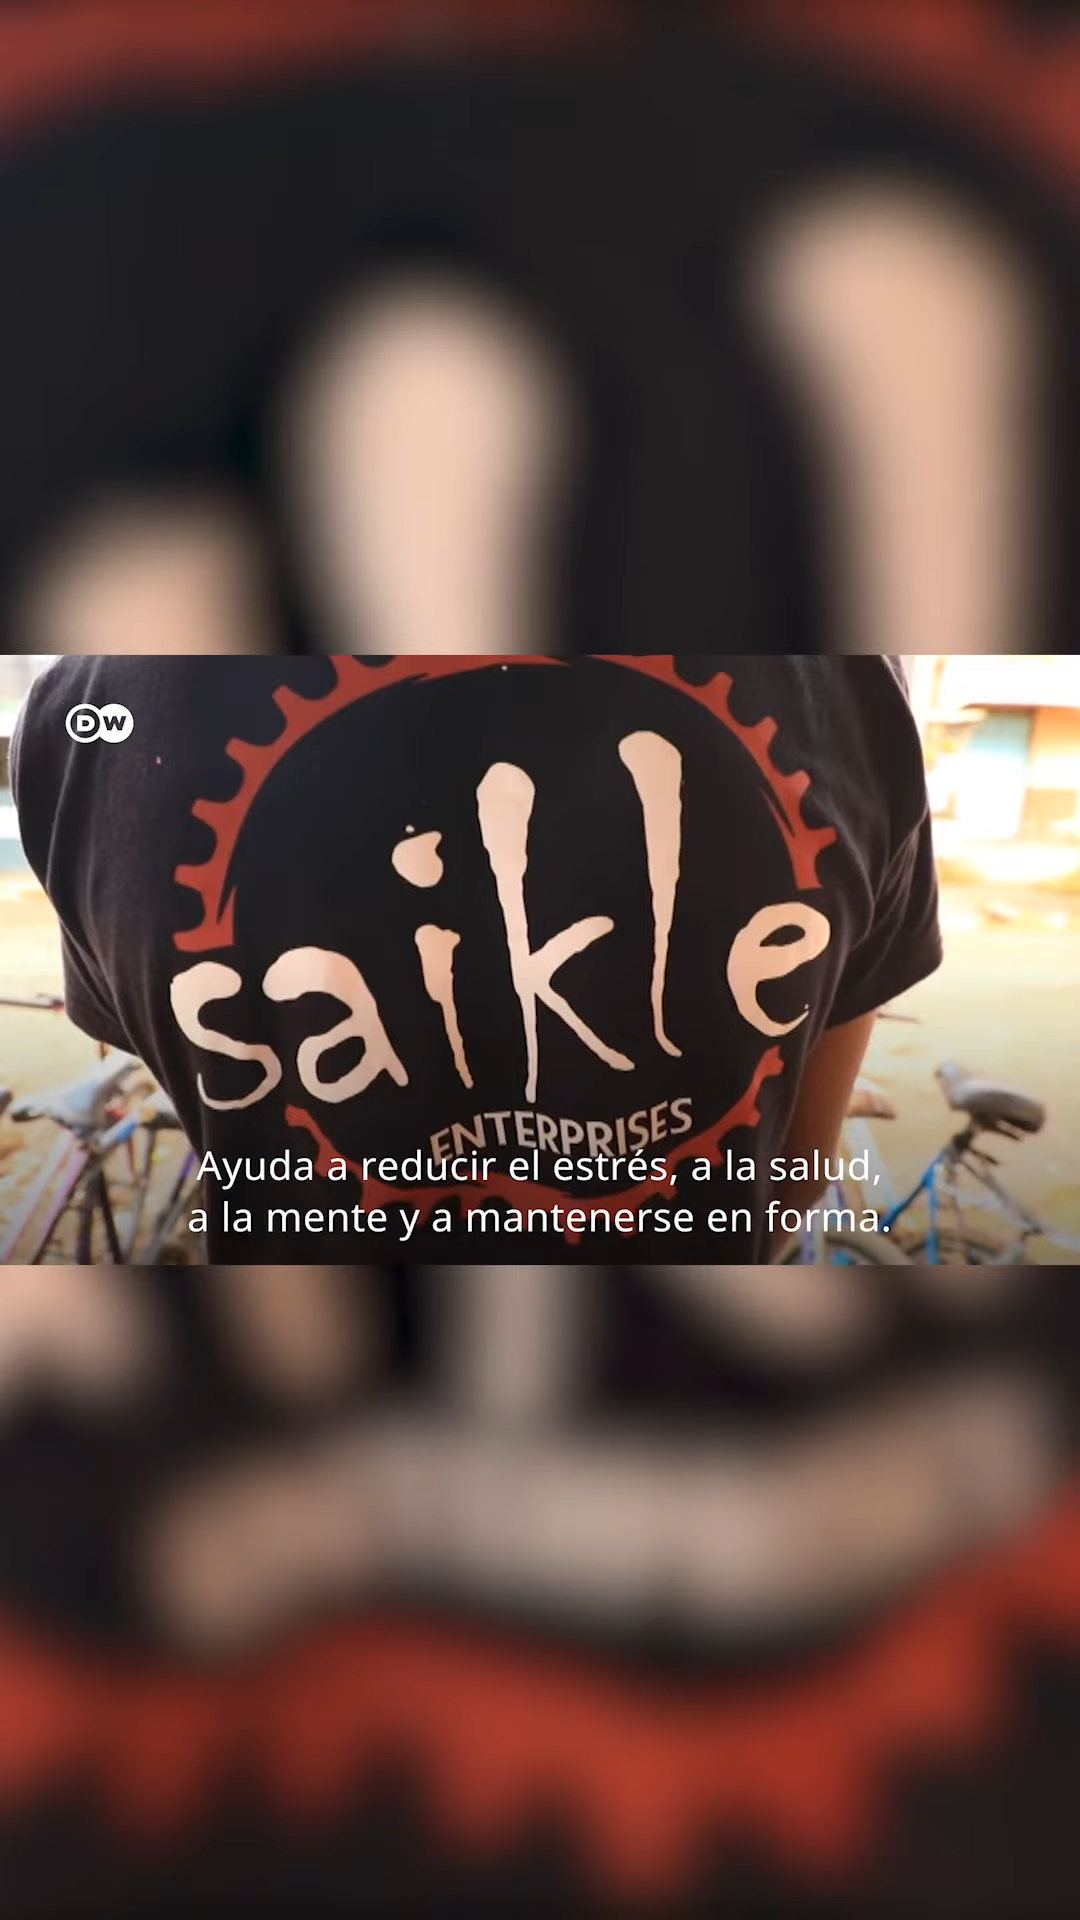 DW
saikle
ENTERPRISES
Ayuda a reducir el estrés, a la salud,
a la mente y a mantenerse en forma.